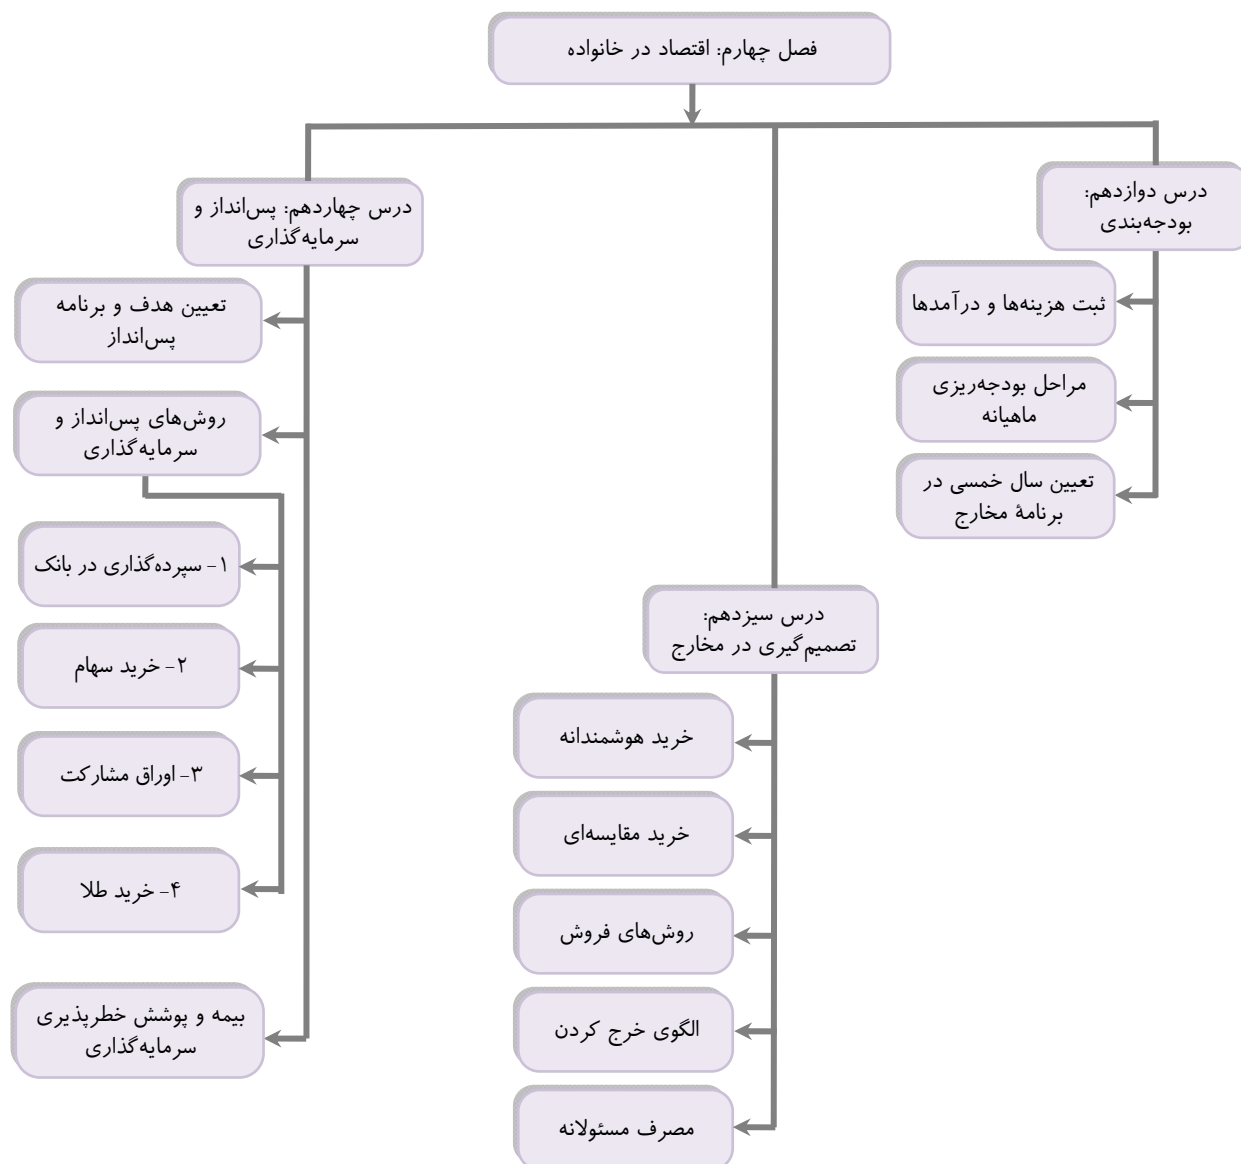 فصل چهارم: اقتصاد در خانواده
درس دوازدهم:
بودجه‌بندی
ثبت هزینه‌ها و درآمدها
مراحل بودجه‌ریزی
ماهیانه
تعیین سال خمسی در
برنامهٔ مخارج
درس سیزدهم:
تصمیم‌گیری در مخارج
خرید هوشمندانه
خرید مقایسه‌ای
روش‌های فروش
الگوی خرج کردن
مصرف مسئولانه
درس چهاردهم: پس‌انداز و
سرمایه‌گذاری
تعیین هدف و برنامه
پس‌انداز
روش‌های پس‌انداز و
سرمایه‌گذاری
۱- سپرده‌گذاری در بانک
۲- خرید سهام
۳- اوراق مشارکت
۴- خرید طلا
بیمه و پوشش خطرپذیری
سرمایه‌گذاری